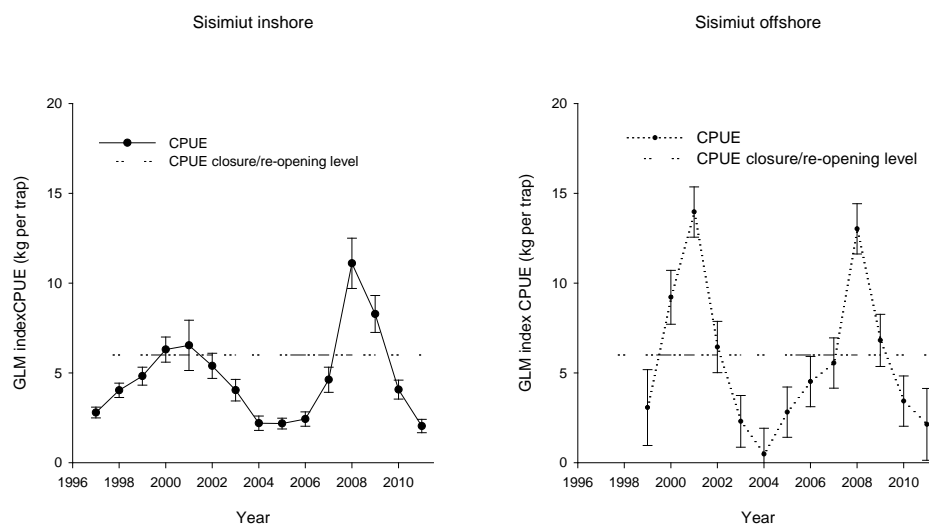 Sisimiut inshore
20
15
10
5
0
GLM indexCPUE (kg per trap)
CPUE
CPUE closure/re-opening level
1996 1998 2000 2002 2004 2006 2008 2010
Year
Sisimiut offshore
20
15
10
5
0
GLM index CPUE (kg per trap)
CPUE
CPUE closure/re-opening level
1996 1998 2000 2002 2004 2006 2008 2010
Year